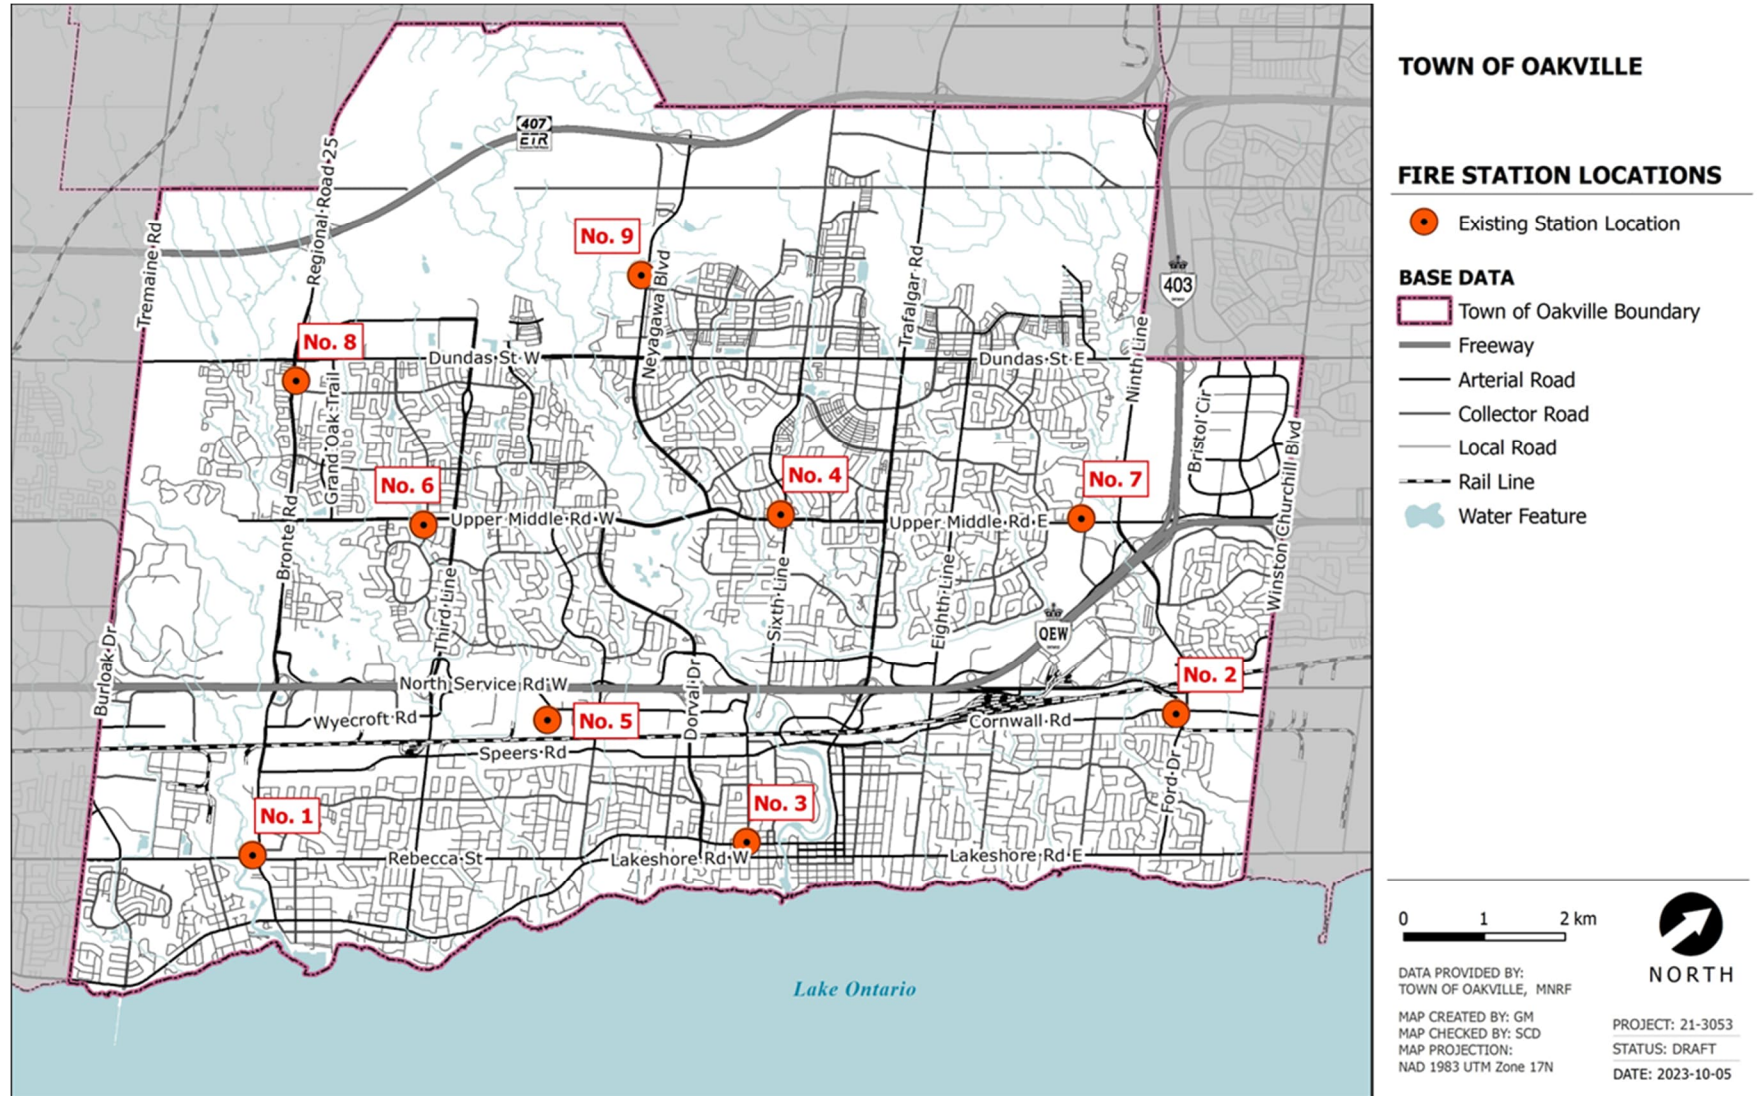 TOWN OF OAKVILLE
FIRE STATION LOCATIONS
Existing Station Location
BASE DATA
Town of Oakville Boundary
Freeway
Arterial Road
Collector Road
Local Road
Rail Line
Water Feature
0 1 2 km
NORTH
DATA PROVIDED BY:
TOWN OF OAKVILLE, MNRF
MAP CREATED BY: GM
MAP CHECKED BY: SCD
MAP PROJECTION:
NAD 1983 UTM Zone 17N
PROJECT: 21-3053
STATUS: DRAFT
DATE: 2023-10-05
407
ETR
Regional Road 25
Tremaine Rd
No. 9
Neyagawa Blvd
Trafalgar Rd
403
Ninth Line
No. 8
Dundas St W
Dundas St E
Grand Oak Trail
Bristol Cir
Winston Churchill Blvd
No. 6
No. 4
No. 7
Bronte Rd
Upper Middle Rd W
Upper Middle Rd E
Third Line
Sixth Line
Eighth Line
QEW
Burloak Dr
North Service Rd W
Dorval Dr
No. 2
Wyecroft Rd
No. 5
Cornwall Rd
Speers Rd
Ford Dr
No. 1
No. 3
Rebecca St
Lakeshore Rd W
Lakeshore Rd E
Lake Ontario